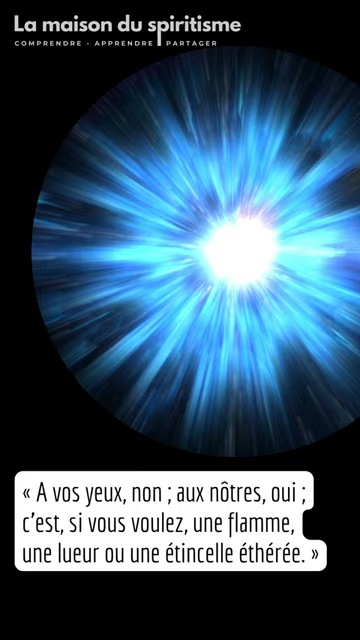 La maison du spiritisme
COMPRENDRE - APPRENDRE PARTAGER
« A vos yeux, non ; aux nôtres, oui ;
c'est, si vous voulez, une flamme,
une lueur ou une étincelle éthérée. »